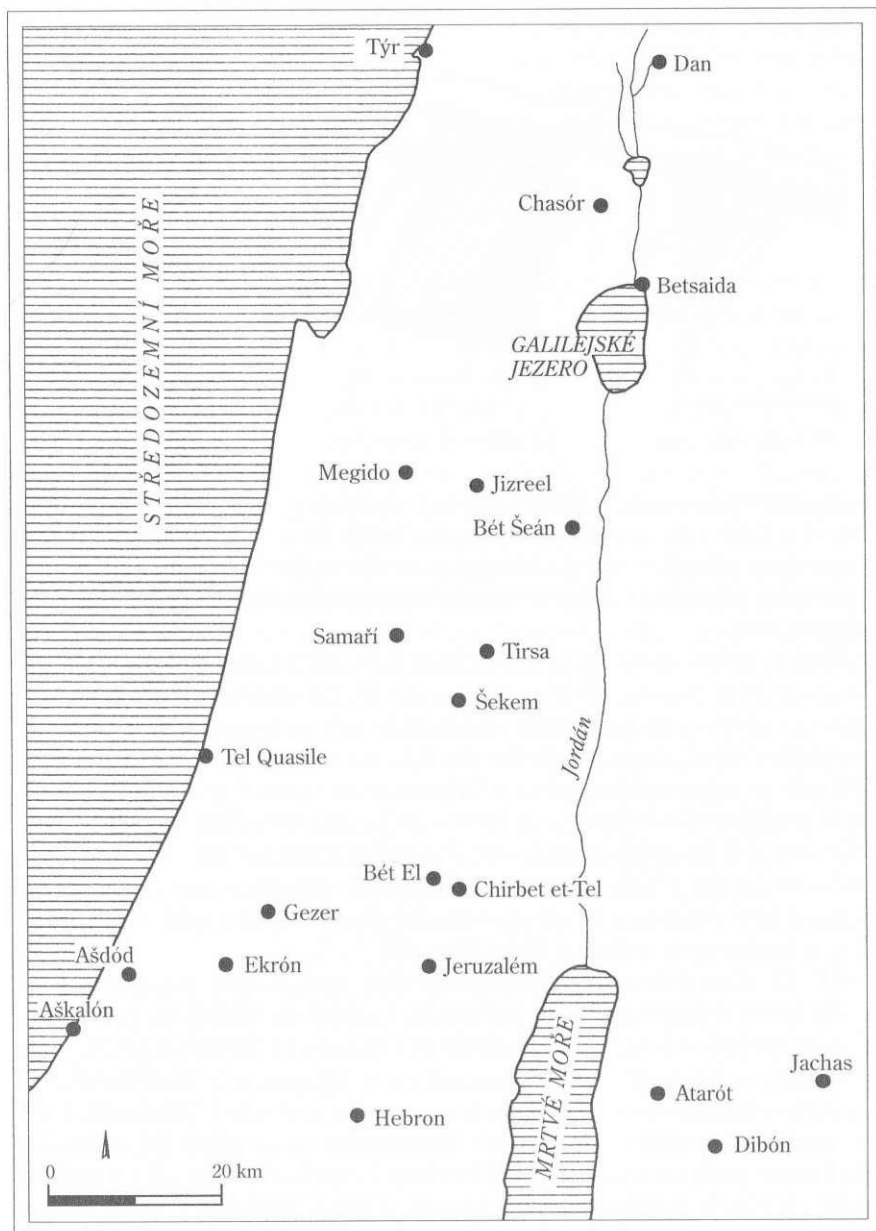 Týr
Dan
STŘEDOZEMNÍ MOŘE
Chasór
Betsaida
GALILEJSKÉ
JEZERO
Megido
Jizreel
Bét Šeán
Samaří
Tirsa
Šekem
Jordán
Tel Quasile
Bét El
Chirbet et-Tel
Gezer
Ašdód
Ekrón
Jeruzalém
Aškalón
MRTVÉ MOŘE
Jachas
Atarót
Hebron
Dibón
0 20 km